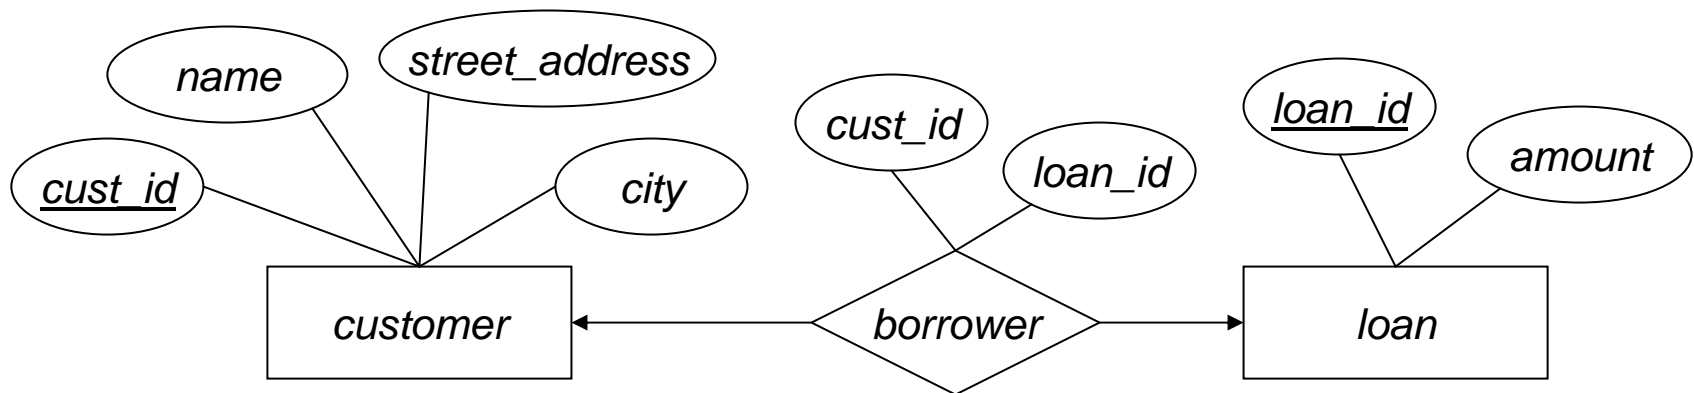 name
street_address
cust_id
city
cust_id
loan_id
loan_id
amount
customer
borrower
loan